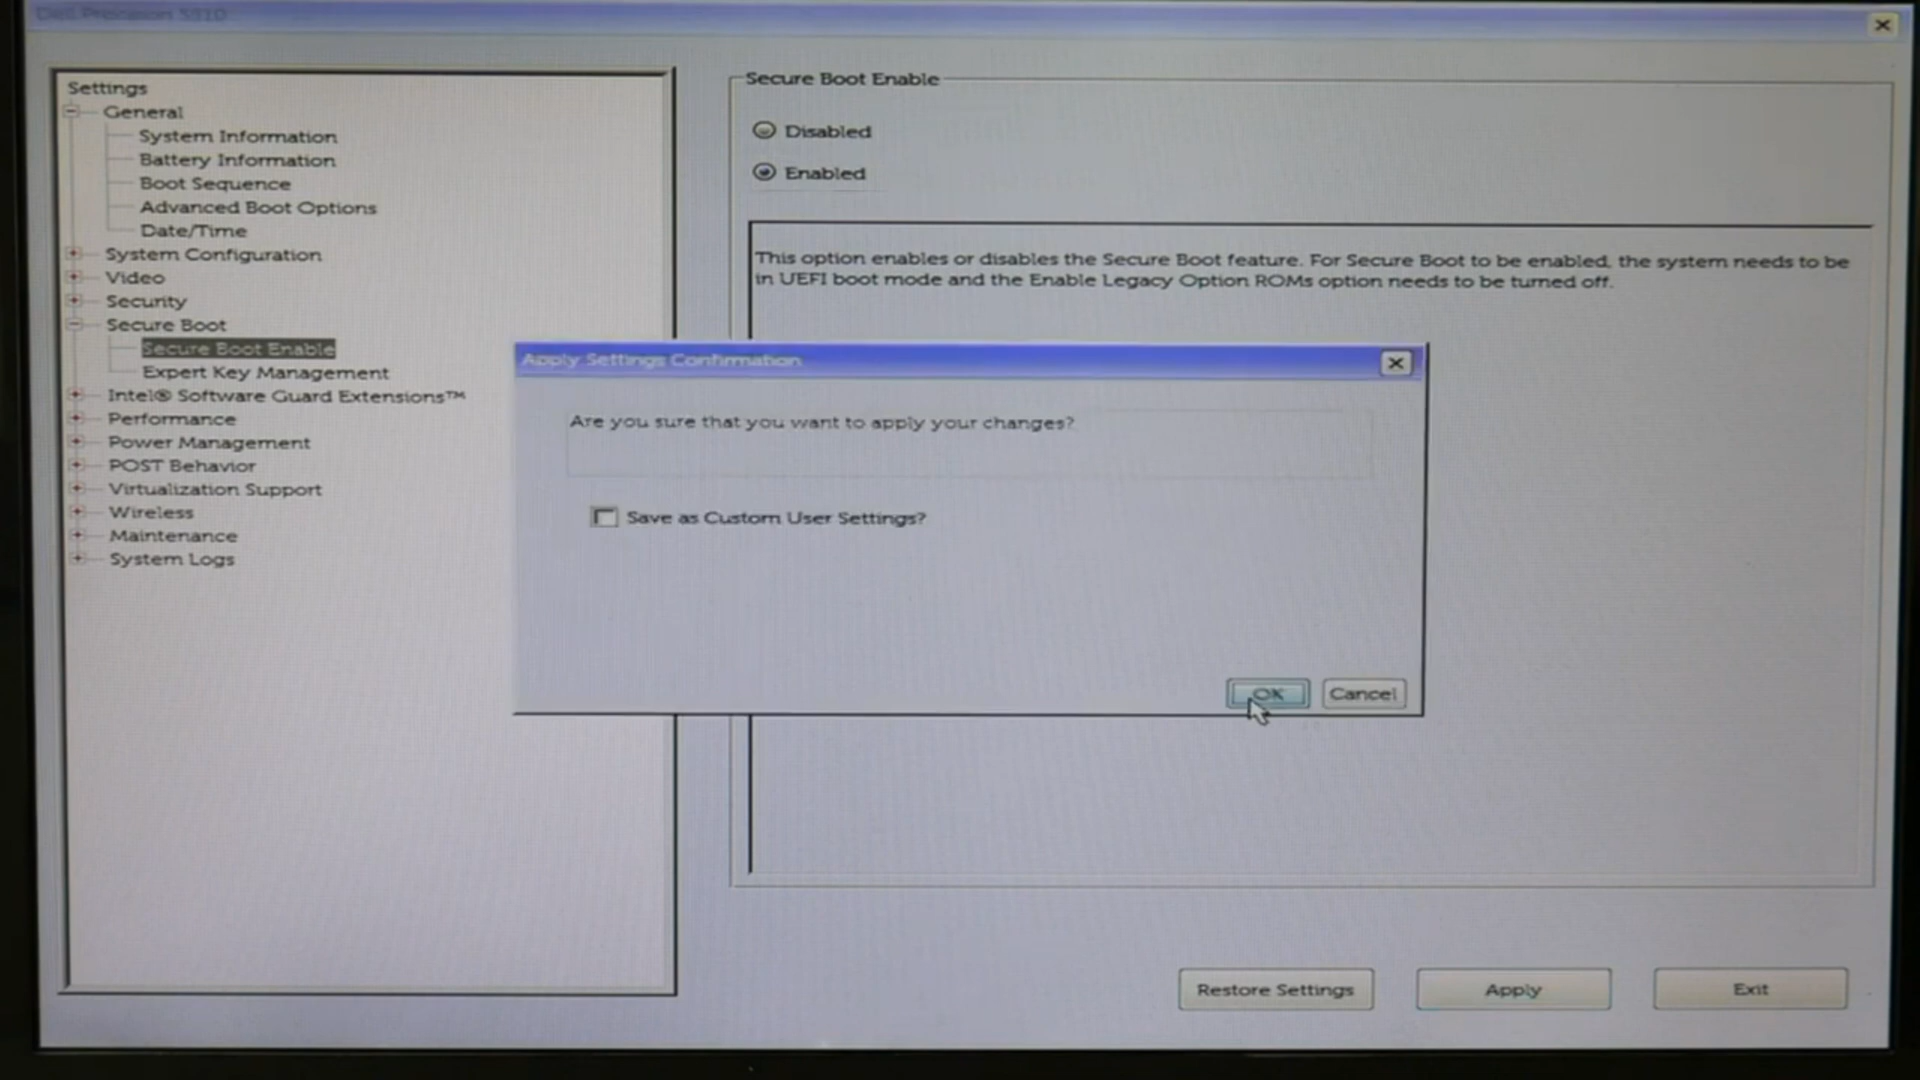 Dell Precision 5510
Settings
General
System Information
Battery Information
Boot Sequence
Advanced Boot Options
Date/Time
System Configuration
Video
Security
Secure Boot
Secure Boot Enable
Expert Key Management
Intel® Software Guard Extensions™
Performance
Power Management
POST Behavior
Virtualization Support
Wireless
Maintenance
System Logs
Secure Boot Enable
Disabled
Enabled
This option enables or disables the Secure Boot feature. For Secure Boot to be enabled, the system needs to be
in UEFI boot mode and the Enable Legacy Option ROMs option needs to be turned off.
Apply Settings Confirmation
Are you sure that you want to apply your changes?
Save as Custom User Settings?
OK
Cancel
Restore Settings
Apply
Exit